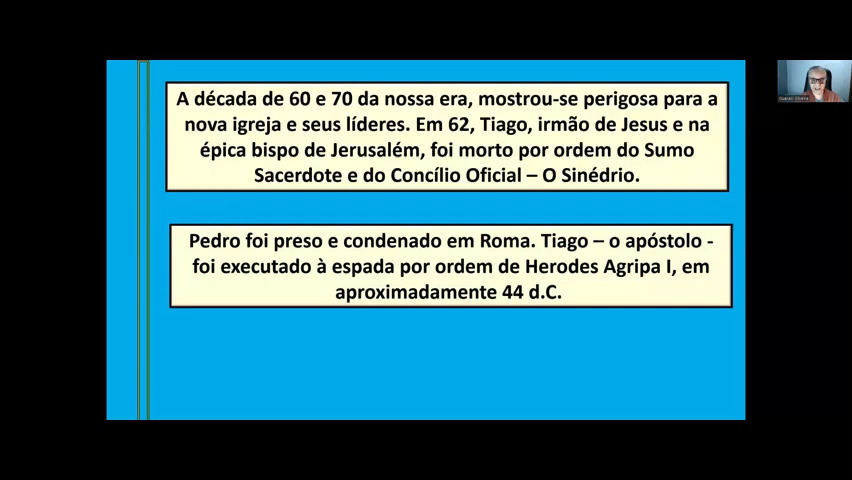 A década de 60 e 70 da nossa era, mostrou-se perigosa para a
nova igreja e seus líderes. Em 62, Tiago, irmão de Jesus e na
épica bispo de Jerusalém, foi morto por ordem do Sumo
Sacerdote e do Concílio Oficial – O Sinédrio.
Pedro foi preso e condenado em Roma. Tiago – o apóstolo -
foi executado à espada por ordem de Herodes Agripa I, em
aproximadamente 44 d.C.